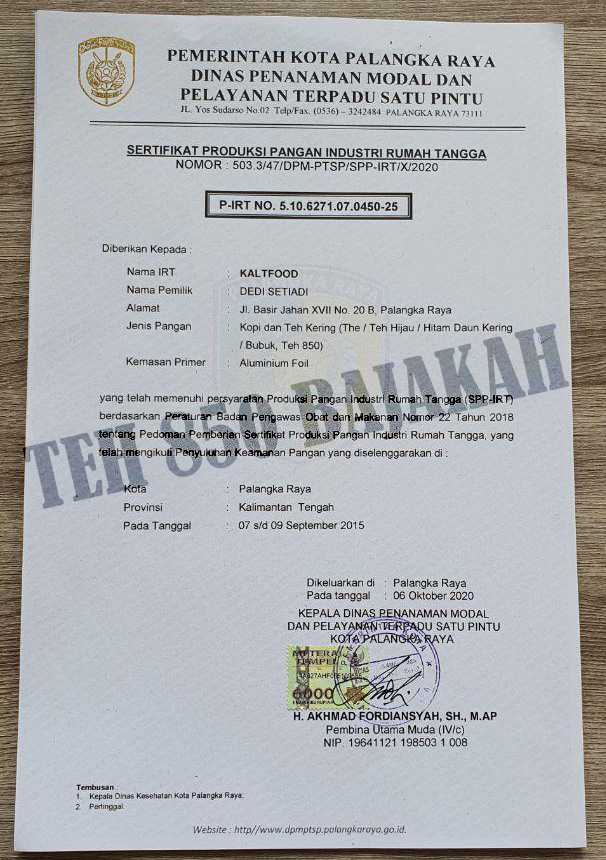 PEMERINTAH KOTA PALANGKA RAYA
DINAS PENANAMAN MODAL DAN
PELAYANAN TERPADU SATU PINTU
JL. Yos Sudarso No.02 Telp/Fax. (0536) – 3242484 PALANGKA RAYA 73111
SERTIFIKAT PRODUKSI PANGAN INDUSTRI RUMAH TANGGA
NOMOR : 503.3/47/DPM-PTSP/SPP-IRT/X/2020
P-IRT NO. 5.10.6271.07.0450-25
Diberikan Kepada :
Nama IRT : KALTFOOD
Nama Pemilik : DEDI SETIADI
Alamat : Jl. Basir Jahan XVII No. 20 B, Palangka Raya
Jenis Pangan : Kopi dan Teh Kering (The / Teh Hijau / Hitam Daun Kering
/ Bubuk, Teh 850)
Kemasan Primer : Aluminium Foil
TEH 850 BAJAKAH
yang telah memenuhi persyaratan Produksi Pangan Industri Rumah Tangga (SPP-IRT)
berdasarkan Peraturan Badan Pengawas Obat dan Makanan Nomor 22 Tahun 2018
tentang Pedoman Pemberian Sertifikat Produksi Pangan Industri Rumah Tangga, yang
telah mengikuti Penyuluhan Keamanan Pangan yang diselenggarakan di :
Kota : Palangka Raya
Provinsi : Kalimantan Tengah
Pada Tanggal : 07 s/d 09 September 2015
Dikeluarkan di : Palangka Raya
Pada tanggal : 06 Oktober 2020
KEPALA DINAS PENANAMAN MODAL
DAN PELAYANAN TERPADU SATU PINTU
KOTA PALANGKA RAYA
METERAI
TEMPEL
6000
H. AKHMAD FORDIANSYAH, SH., M.AP
Pembina Utama Muda (IV/c)
NIP. 19641121 198503 1 008
Tembusan
1. Kepala Dinas Kesehatan Kota Palangka Raya;
2. Pertinggal.
Website : http//www.dpmptsp.palangkaraya.go.id.